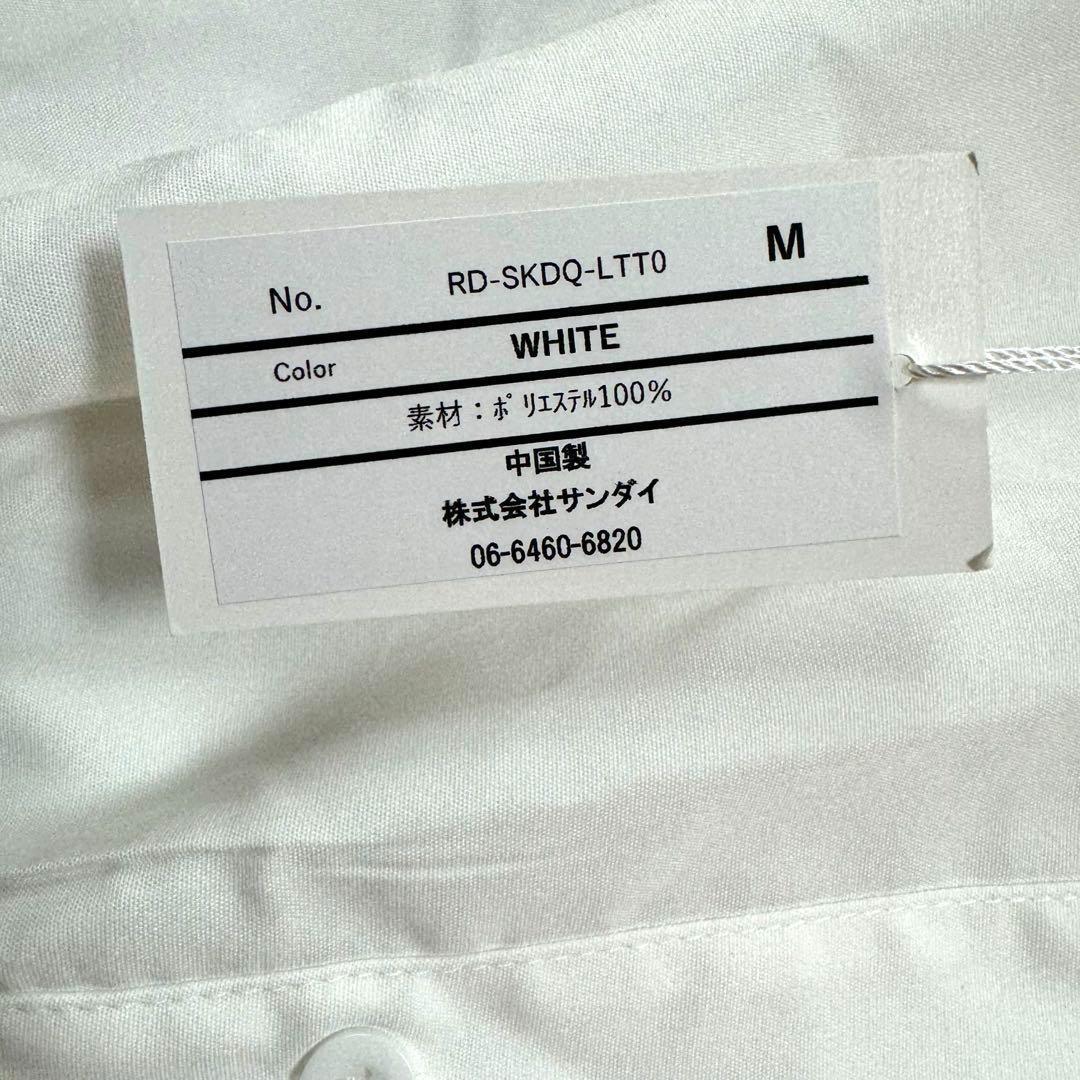 No. RD-SKDQ-LTT0 M
Color WHITE
素材：ﾎﾟﾘｴｽﾃﾙ100%
中国製
株式会社サンダイ
06-6460-6820